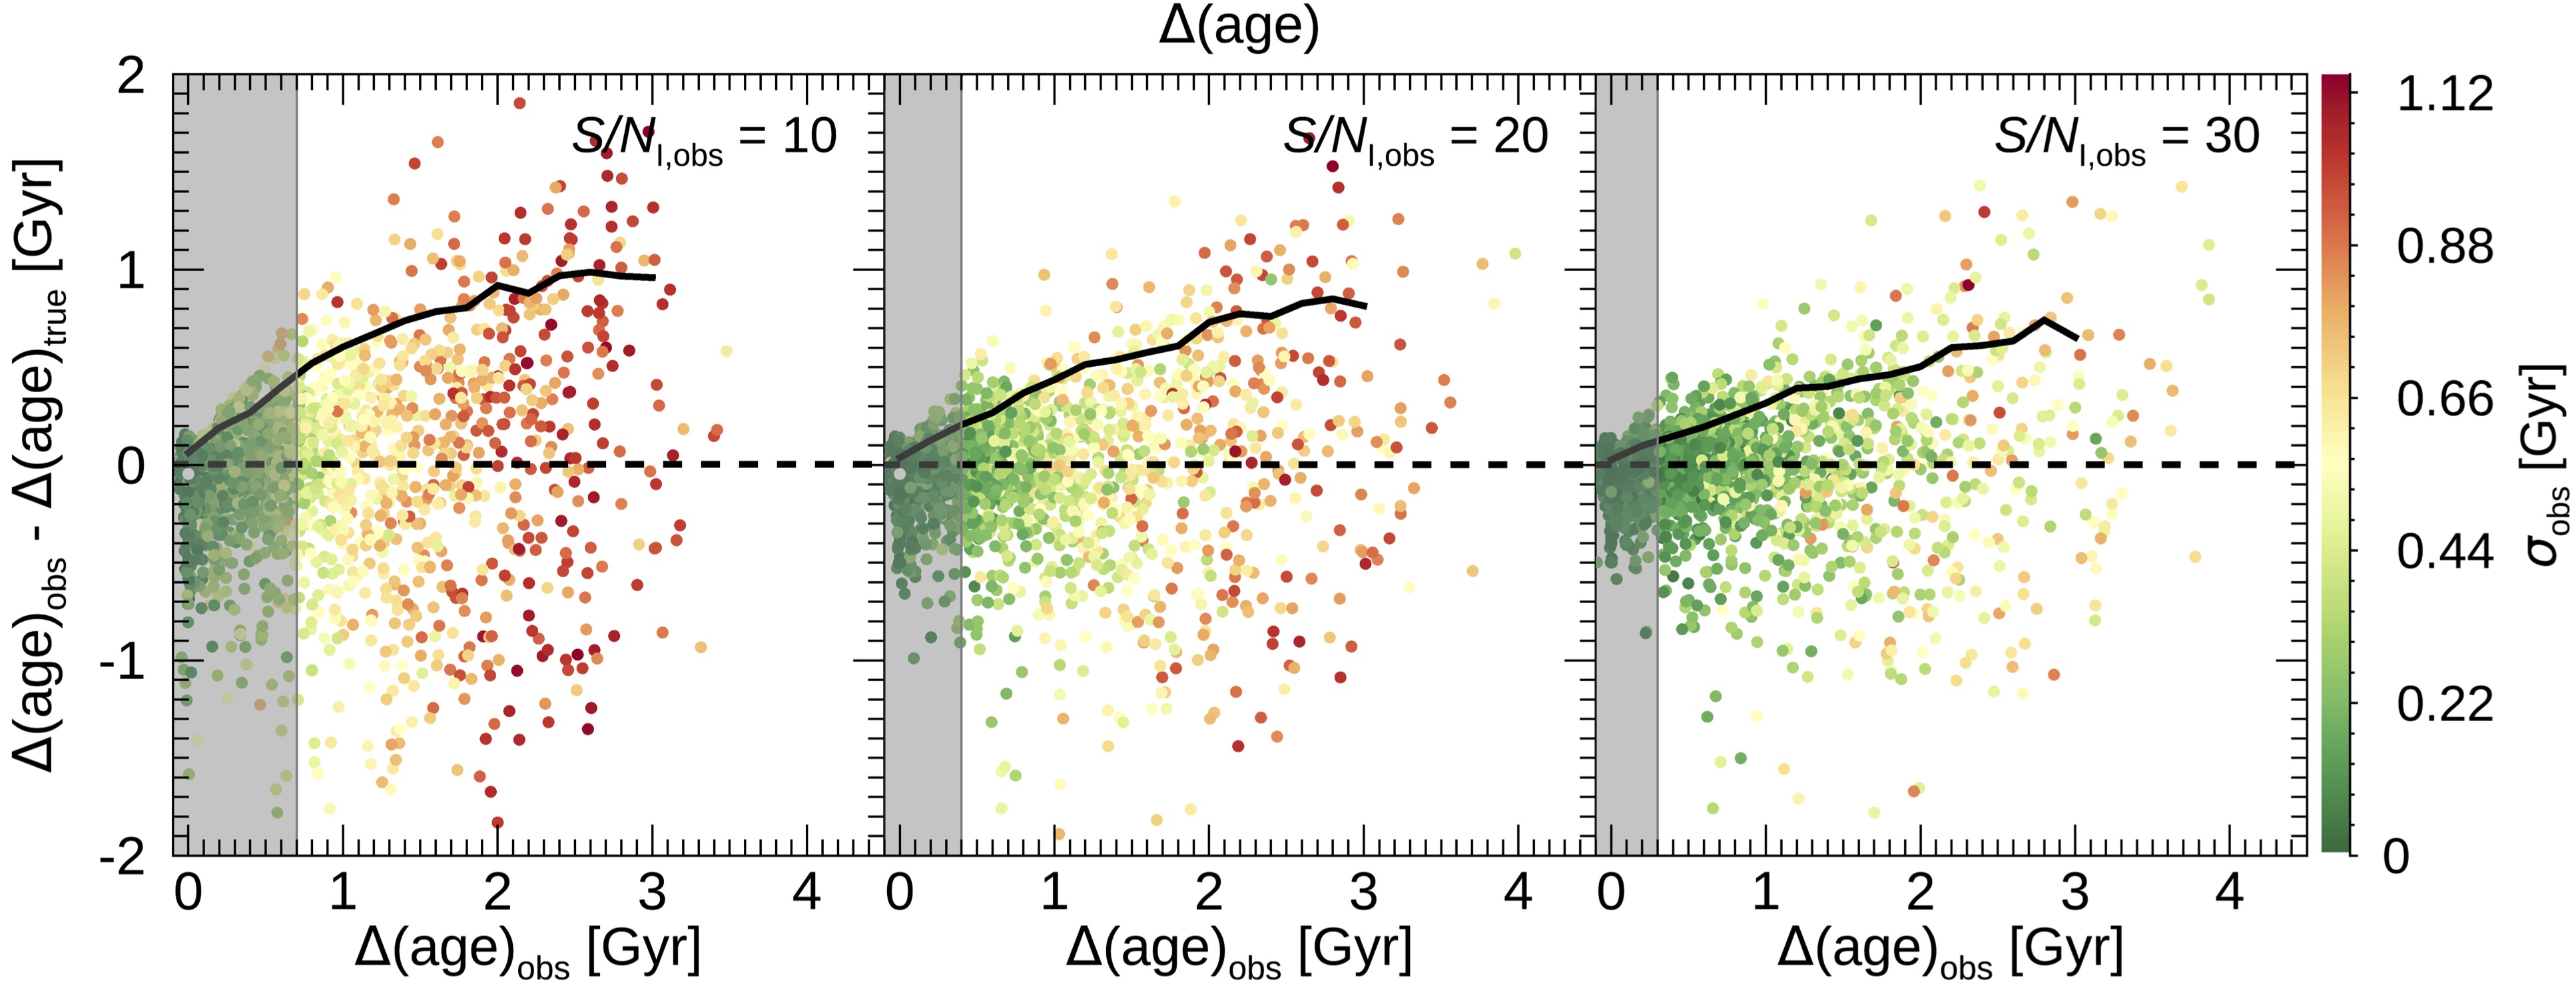 Δ(age)
S/N_I,obs = 10
S/N_I,obs = 20
S/N_I,obs = 30
Δ(age)_obs - Δ(age)_true [Gyr]
2
1
0
-1
-2
0 1 2 3 4
0 1 2 3 4
0 1 2 3 4
Δ(age)_obs [Gyr]
Δ(age)_obs [Gyr]
Δ(age)_obs [Gyr]
1.12
0.88
0.66
0.44
0.22
0
σ_obs [Gyr]